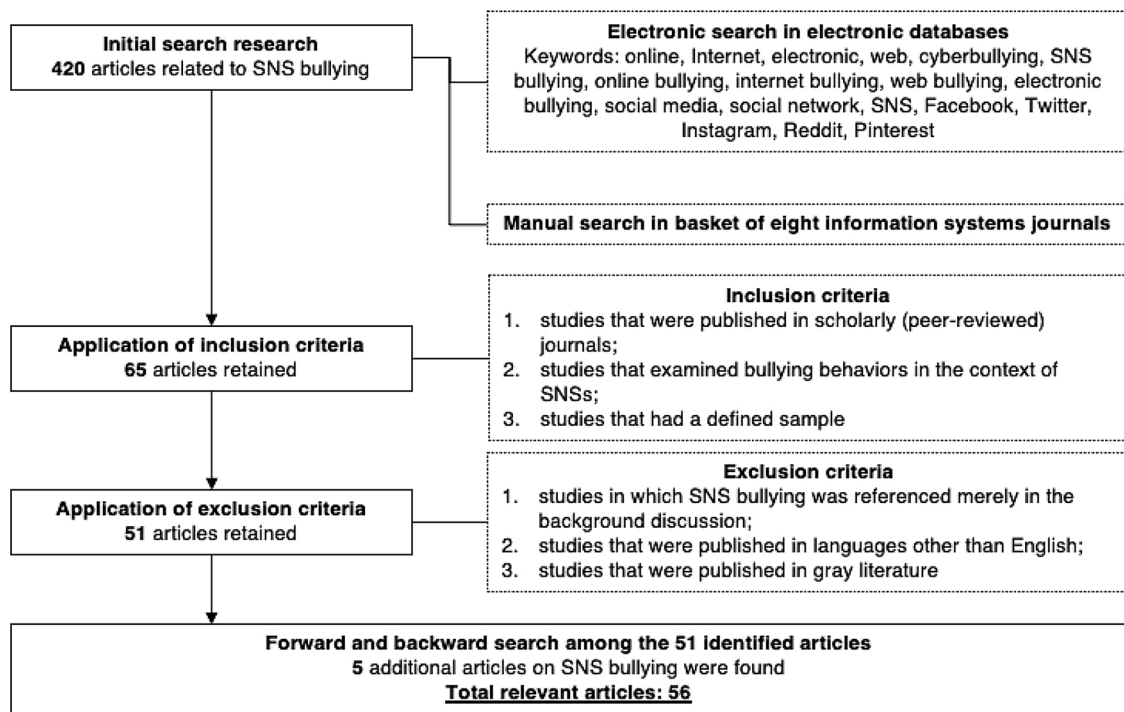 Initial search research
420 articles related to SNS bullying
Electronic search in electronic databases
Keywords: online, Internet, electronic, web, cyberbullying, SNS
bullying, online bullying, internet bullying, web bullying, electronic
bullying, social media, social network, SNS, Facebook, Twitter,
Instagram, Reddit, Pinterest
Manual search in basket of eight information systems journals
Application of inclusion criteria
65 articles retained
Inclusion criteria
1. studies that were published in scholarly (peer-reviewed)
journals;
2. studies that examined bullying behaviors in the context of
SNSs;
3. studies that had a defined sample
Application of exclusion criteria
51 articles retained
Exclusion criteria
1. studies in which SNS bullying was referenced merely in the
background discussion;
2. studies that were published in languages other than English;
3. studies that were published in gray literature
Forward and backward search among the 51 identified articles
5 additional articles on SNS bullying were found
Total relevant articles: 56